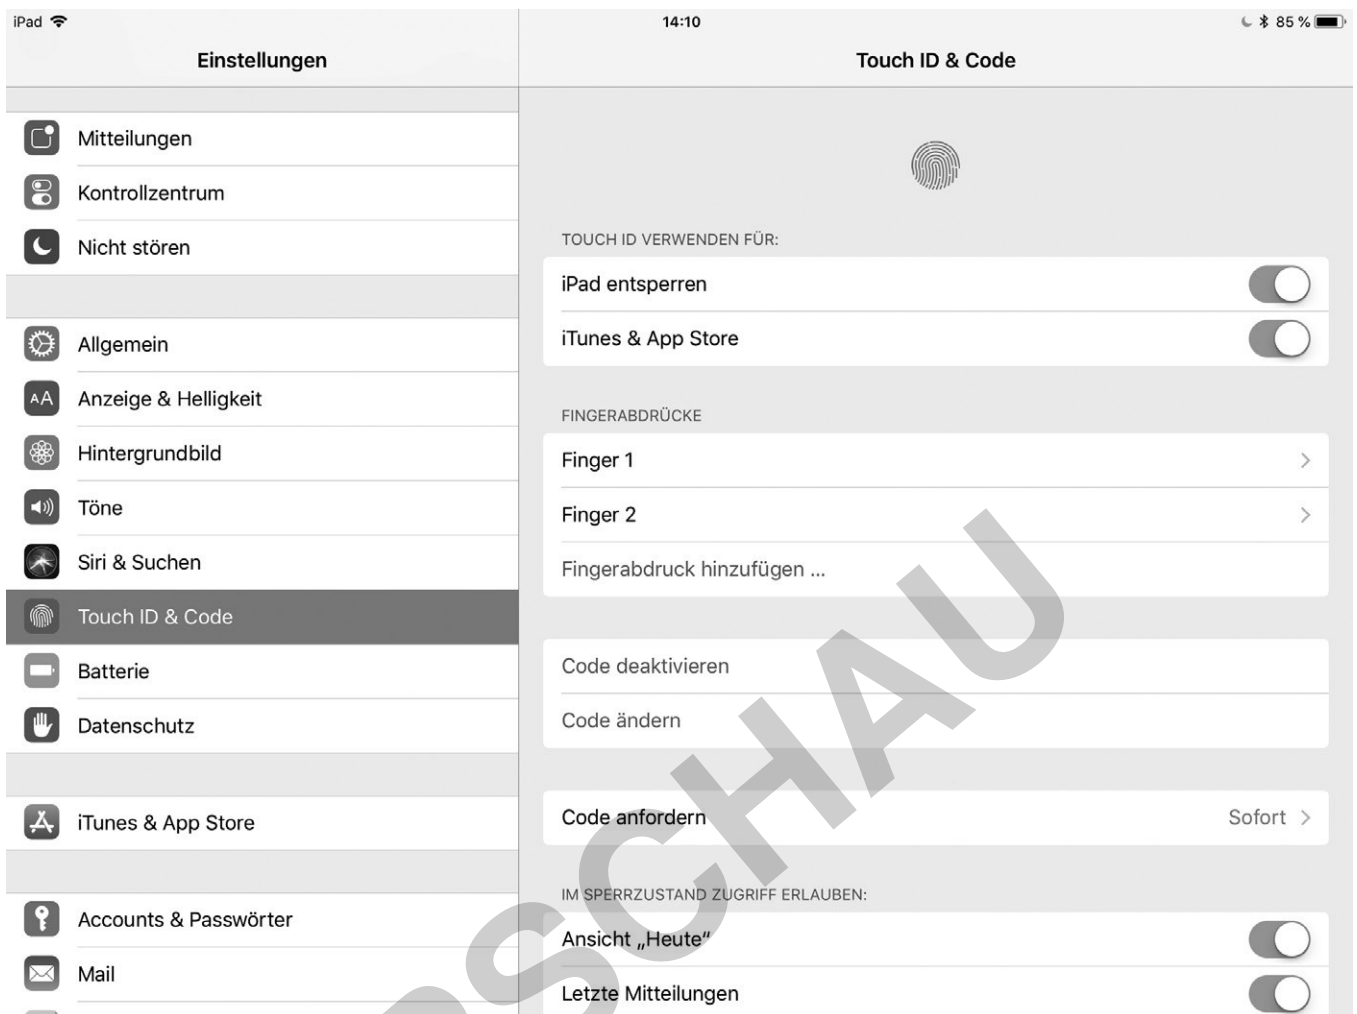 iPad
14:10
85 %
Einstellungen
Touch ID & Code
Mitteilungen
Kontrollzentrum
Nicht stören
Allgemein
AA
Anzeige & Helligkeit
Hintergrundbild
Töne
Siri & Suchen
Touch ID & Code
Batterie
Datenschutz
iTunes & App Store
Accounts & Passwörter
Mail
TOUCH ID VERWENDEN FÜR:
iPad entsperren
iTunes & App Store
FINGERABDRÜCKE
Finger 1
Finger 2
Fingerabdruck hinzufügen ...
Code deaktivieren
Code ändern
Code anfordern
Sofort
IM SPERRZUSTAND ZUGRIFF ERLAUBEN:
Ansicht „Heute“
Letzte Mitteilungen
RSCHAU